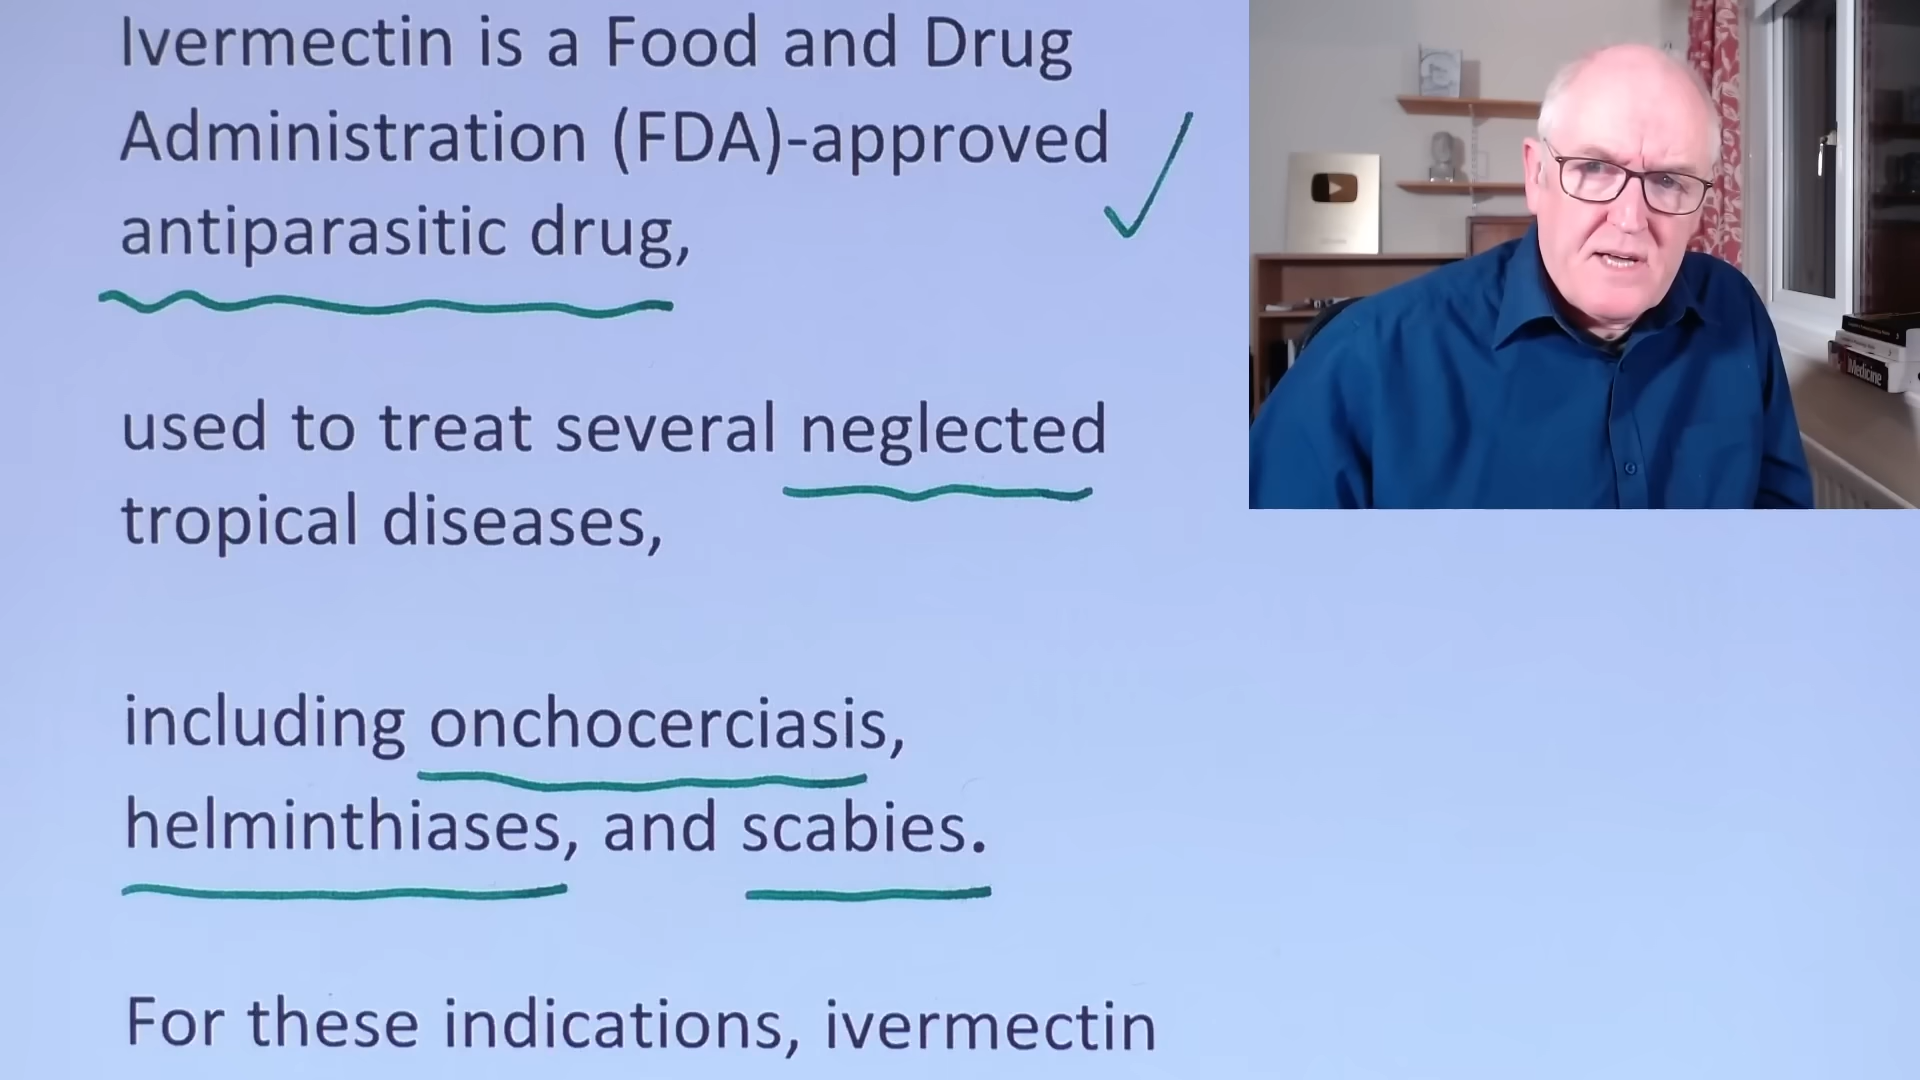 Ivermectin is a Food and Drug
Administration (FDA)-approved
antiparasitic drug,
used to treat several neglected
tropical diseases,
including onchocerciasis,
helminthiases, and scabies.
For these indications, ivermectin
Medicine